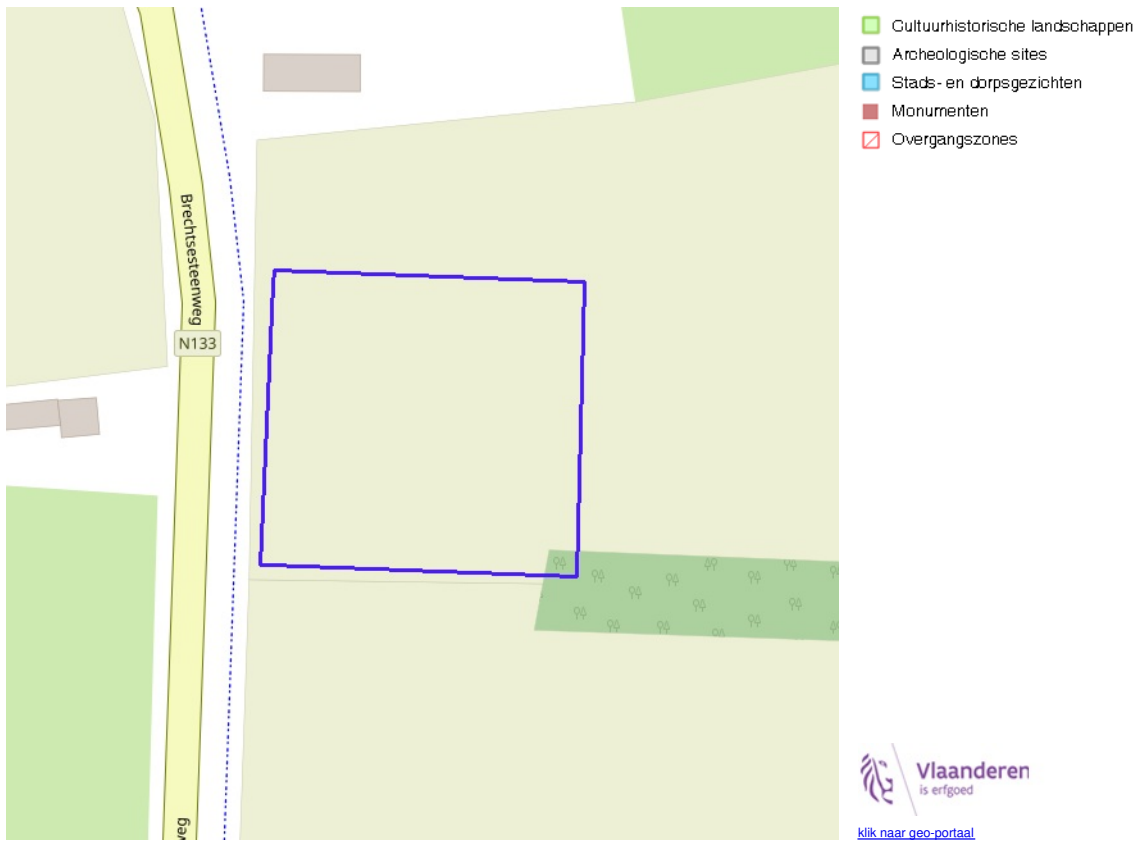 Brechtsesteenweg
N133
weg
Cultuurhistorische landschappen
Archeologische sites
Stads- en dorpsgezichten
Monumenten
Overgangszones
Vlaanderen
is erfgoed
klik naar geo-portaal